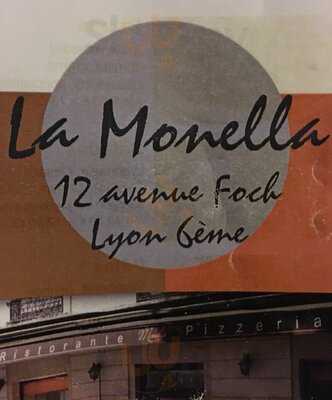 La Monella
12 avenue Foch
Lyon 6ème
Ristorante Pizzeria